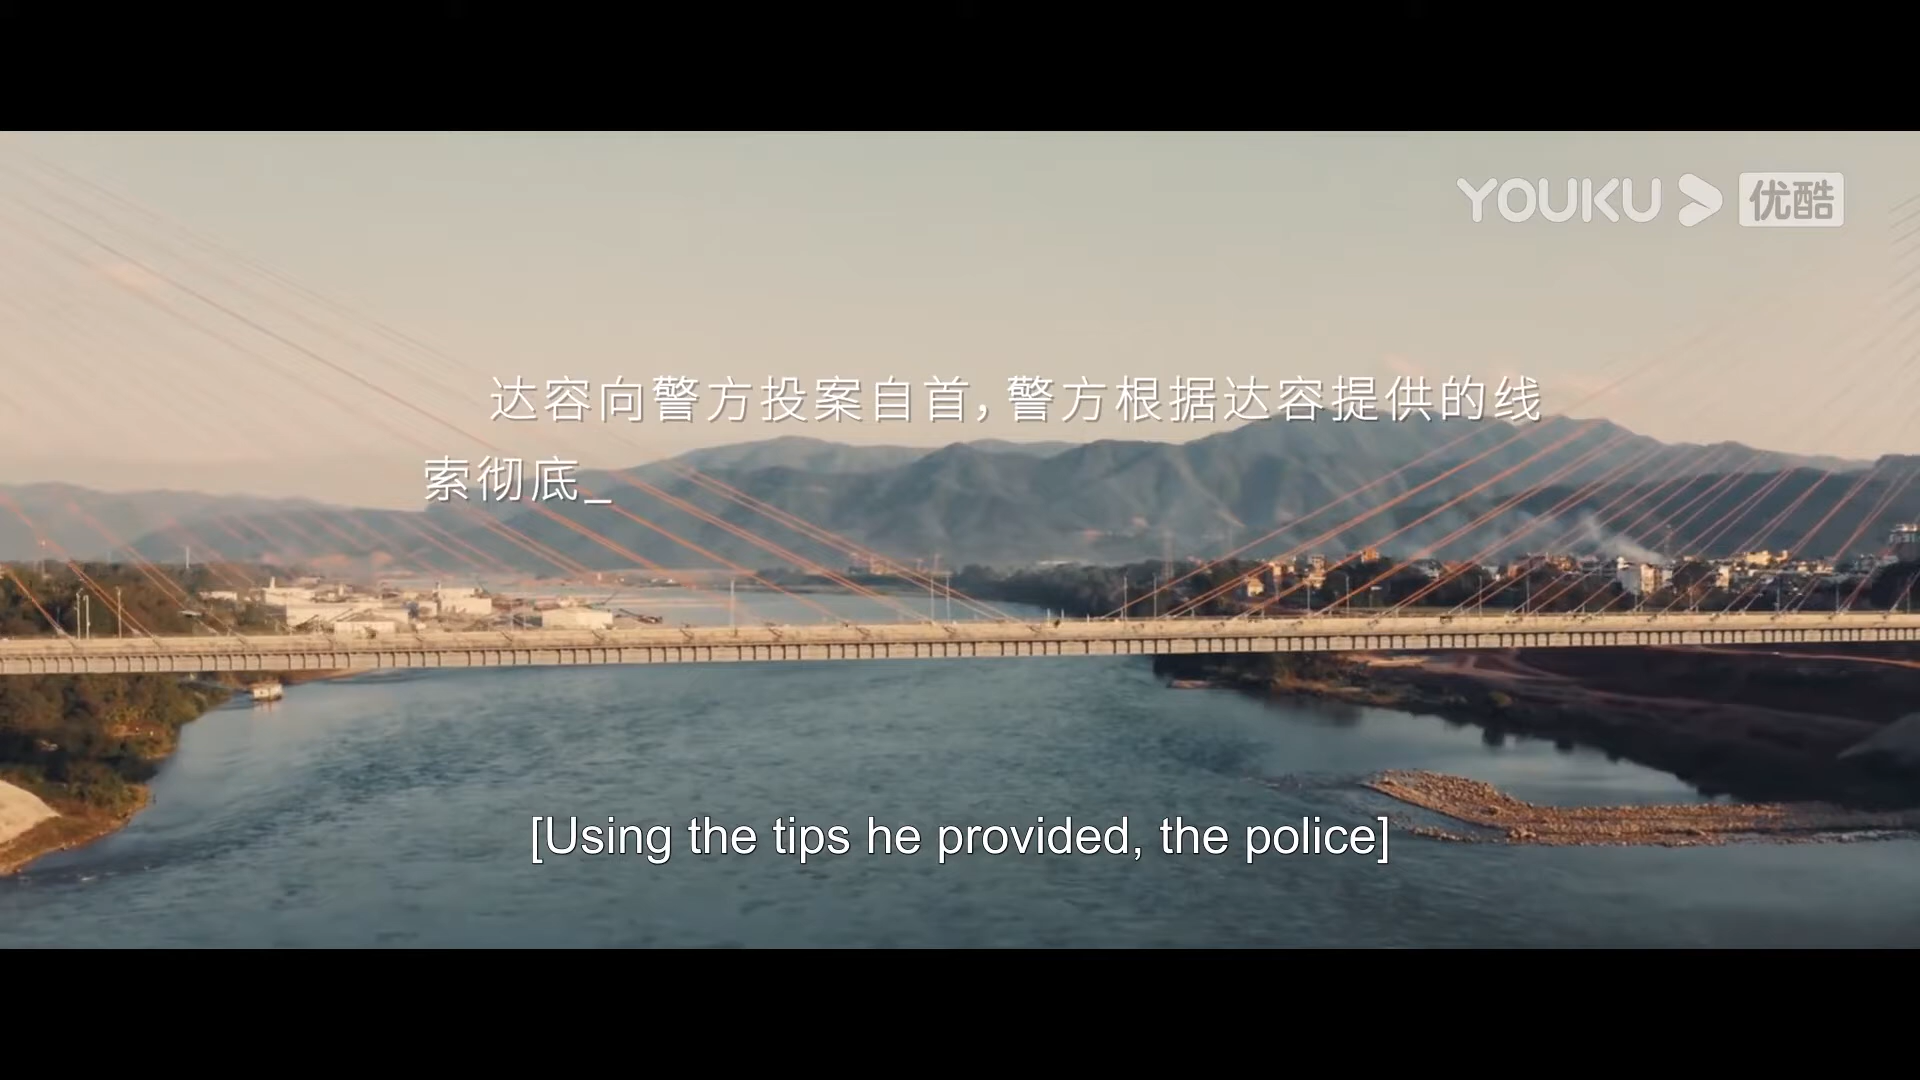 YOUKU 优酷
达容向警方投案自首，警方根据达容提供的线
索彻底_
[Using the tips he provided, the police]